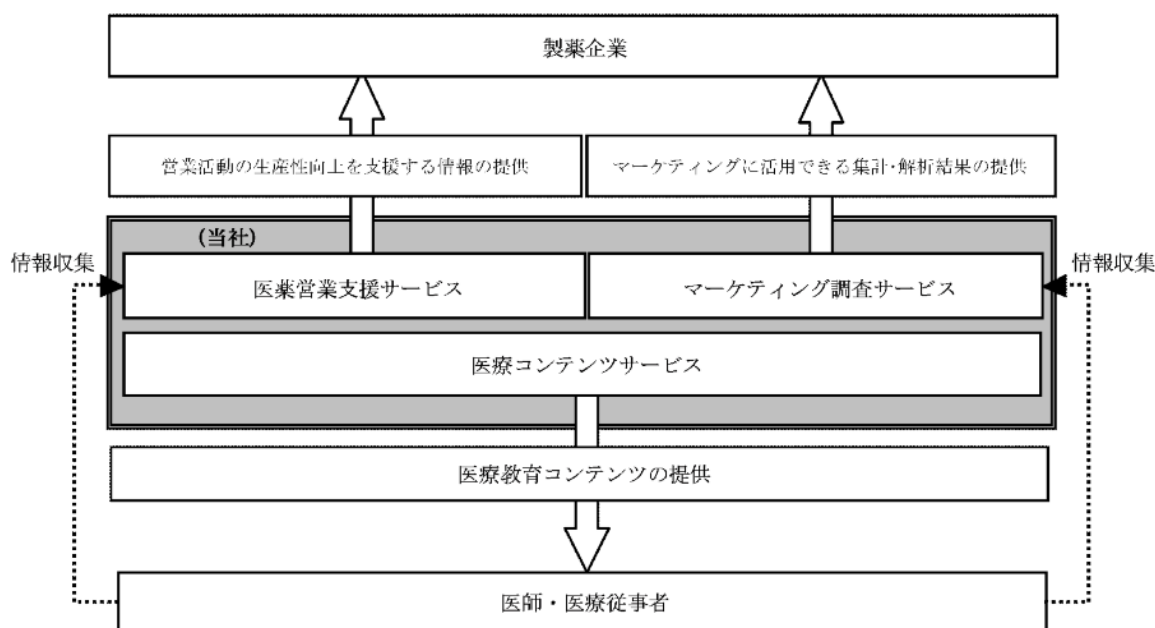 製薬企業
営業活動の生産性向上を支援する情報の提供
マーケティングに活用できる集計・解析結果の提供
(当社)
情報収集
情報収集
医薬営業支援サービス
マーケティング調査サービス
医療コンテンツサービス
医療教育コンテンツの提供
医師・医療従事者